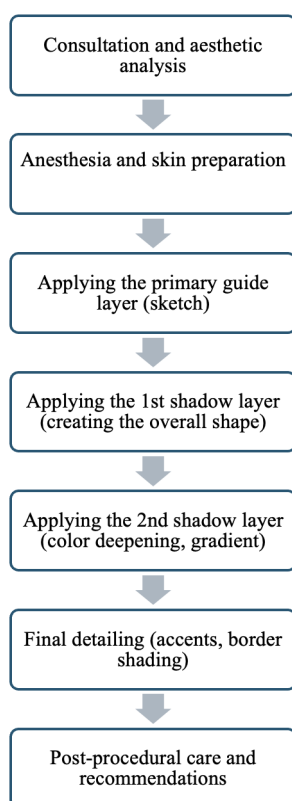 Consultation and aesthetic
analysis
Anesthesia and skin preparation
Applying the primary guide
layer (sketch)
Applying the 1st shadow layer
(creating the overall shape)
Applying the 2nd shadow layer
(color deepening, gradient)
Final detailing (accents, border
shading)
Post-procedural care and
recommendations